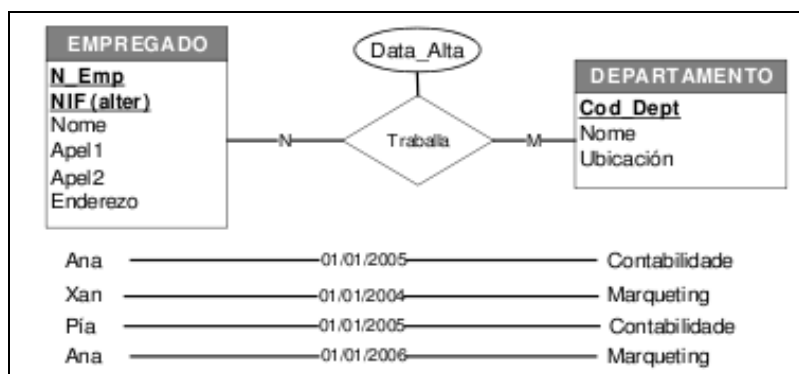 EMPREGADO
N_Emp
NIF (alter)
Nome
Apel1
Apel2
Enderezo
N
Data_Alta
Traballa
M
DEPARTAMENTO
Cod_Dept
Nome
Ubicación
Ana 01/01/2005 Contabilidade
Xan 01/01/2004 Marqueting
Pía 01/01/2005 Contabilidade
Ana 01/01/2006 Marqueting